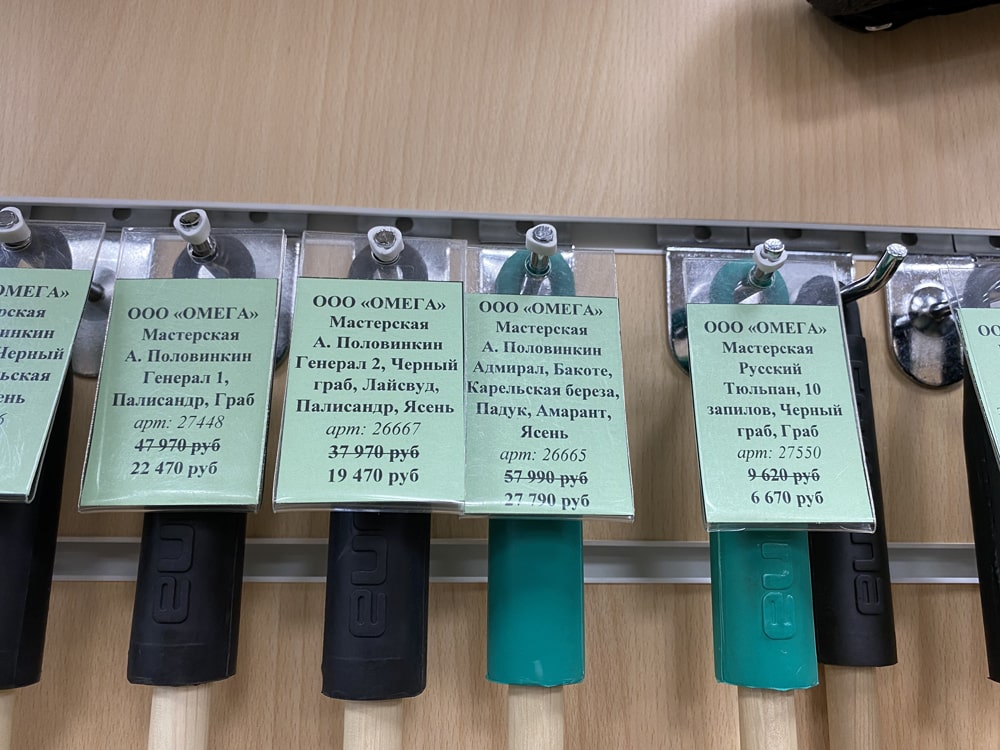 ОМЕГА»
Черный
ООО «ОМЕГА»
Мастерская
А. Половинкин
Генерал 1,
Палисандр, Граб
арт: 27448
47 970 руб
22 470 руб
ООО «ОМЕГА»
Мастерская
А. Половинкин
Генерал 2, Черный
граб, Лайсвуд,
Палисандр, Ясень
арт: 26667
37 970 руб
19 470 руб
ООО «ОМЕГА»
Мастерская
А. Половинкин
Адмирал, Бакоте,
Карельская береза,
Падук, Амарант,
Ясень
арт: 26665
57 990 руб
27 790 руб
ООО «ОМЕГА»
Мастерская
Русский
Тюльпан, 10
запилов, Черный
граб, Граб
арт: 27550
9 620 руб
6 670 руб